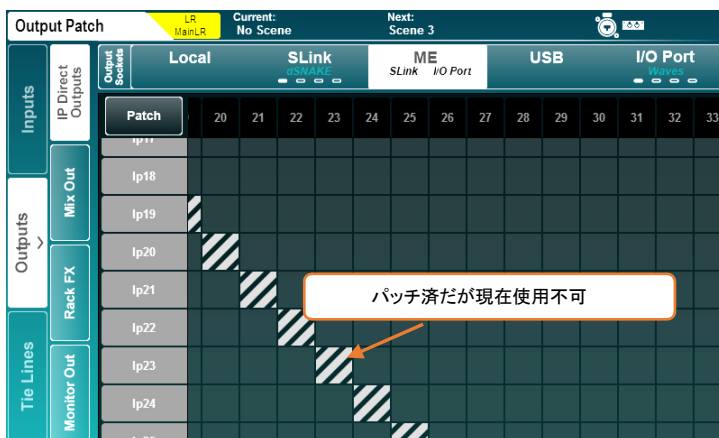 Output Patch
LR
MainLR
Current:
No Scene
Next:
Scene 3
Inputs
Outputs
Tie Lines
IP Direct
Outputs
Mix Out
Rack FX
Monitor Out
Output
Sockets
Local
SLink
dSNAKE
ME
SLink I/O Port
USB
I/O Port
Waves
Patch
20 21 22 23 24 25 26 27 28 29 30 31 32 33
Ip17
Ip18
Ip19
Ip20
Ip21
パッチ済だが現在使用不可
Ip22
Ip23
Ip24